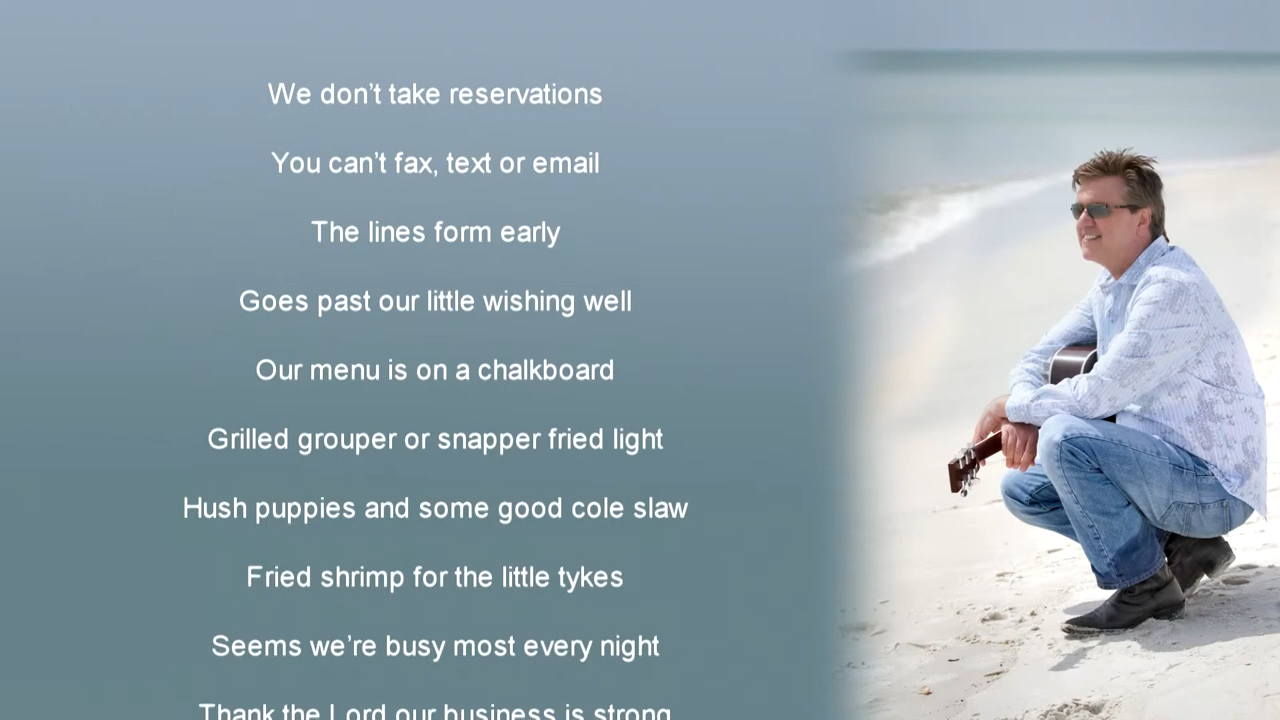 We don’t take reservations
You can’t fax, text or email
The lines form early
Goes past our little wishing well
Our menu is on a chalkboard
Grilled grouper or snapper fried light
Hush puppies and some good cole slaw
Fried shrimp for the little tykes
Seems we’re busy most every night
Thank the Lord our business is strong